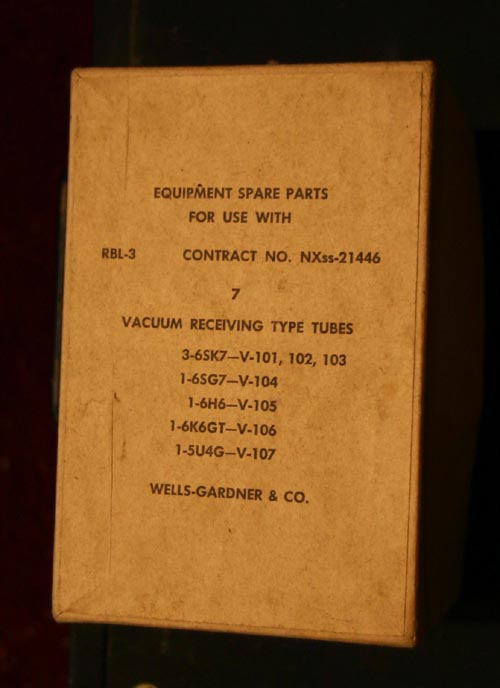 EQUIPMENT SPARE PARTS
FOR USE WITH
RBL-3 CONTRACT NO. NXss-21446
7
VACUUM RECEIVING TYPE TUBES
3-6SK7—V-101, 102, 103
1-6SG7—V-104
1-6H6—V-105
1-6K6GT—V-106
1-5U4G—V-107
WELLS-GARDNER & CO.